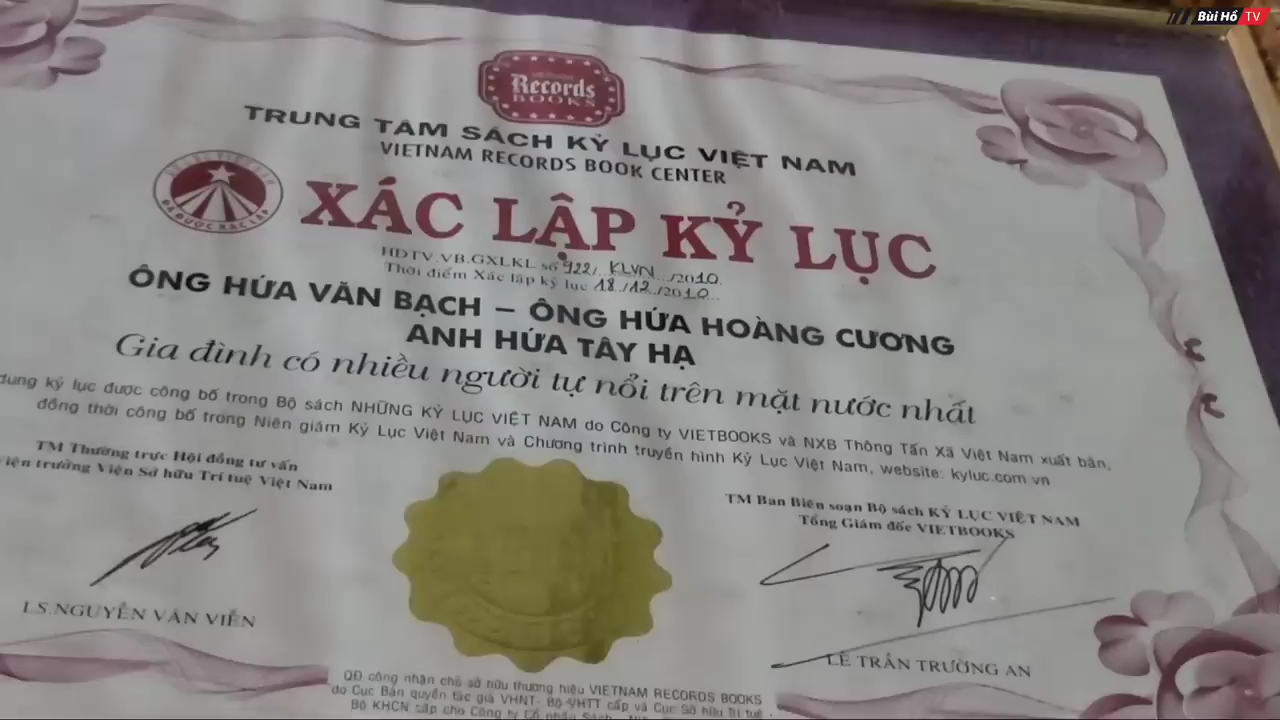 Bùi Hồ TV
Records
BOOKS
TRUNG TÂM SÁCH KỶ LỤC VIỆT NAM
VIETNAM RECORDS BOOK CENTER
ĐÃ ĐƯỢC XÁC LẬP
XÁC LẬP KỶ LỤC
HĐTV.VB.GXLKL số 922/..KLVN.../2010.
Thời điểm Xác lập kỷ lục 18../12../2010..
ÔNG HỨA VĂN BẠCH – ÔNG HỨA HOÀNG CƯƠNG
ANH HỨA TÂY HẠ
Gia đình có nhiều người tự nổi trên mặt nước nhất
dung kỷ lục được công bố trong Bộ sách NHỮNG KỶ LỤC VIỆT NAM do Công ty VIETBOOKS và NXB Thông Tấn Xã Việt Nam xuất bản,
đồng thời công bố trong Niên giám Kỷ Lục Việt Nam và Chương trình truyền hình Kỷ Lục Việt Nam, website: kyluc.com.vn
TM Thường trực Hội đồng tư vấn
Viện trưởng Viện Sở hữu Trí tuệ Việt Nam
TM Ban Biên soạn Bộ sách KỶ LỤC VIỆT NAM
Tổng Giám đốc VIETBOOKS
LS.NGUYỄN VÂN VIỄN
LÊ TRẦN TRƯỜNG AN
QĐ công nhận chủ sở hữu thương hiệu VIETNAM RECORDS BOOKS
do Cục Bản quyền tác giả VHNT- Bộ VHTT cấp và Cục Sở hữu Trí tuệ -
Bộ KHCN cấp cho Công ty Cổ